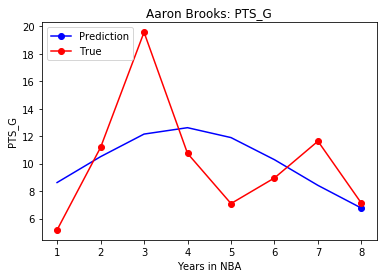 Aaron Brooks: PTS_G
Prediction
True
PTS_G
20
18
16
14
12
10
8
6
1 2 3 4 5 6 7 8
Years in NBA